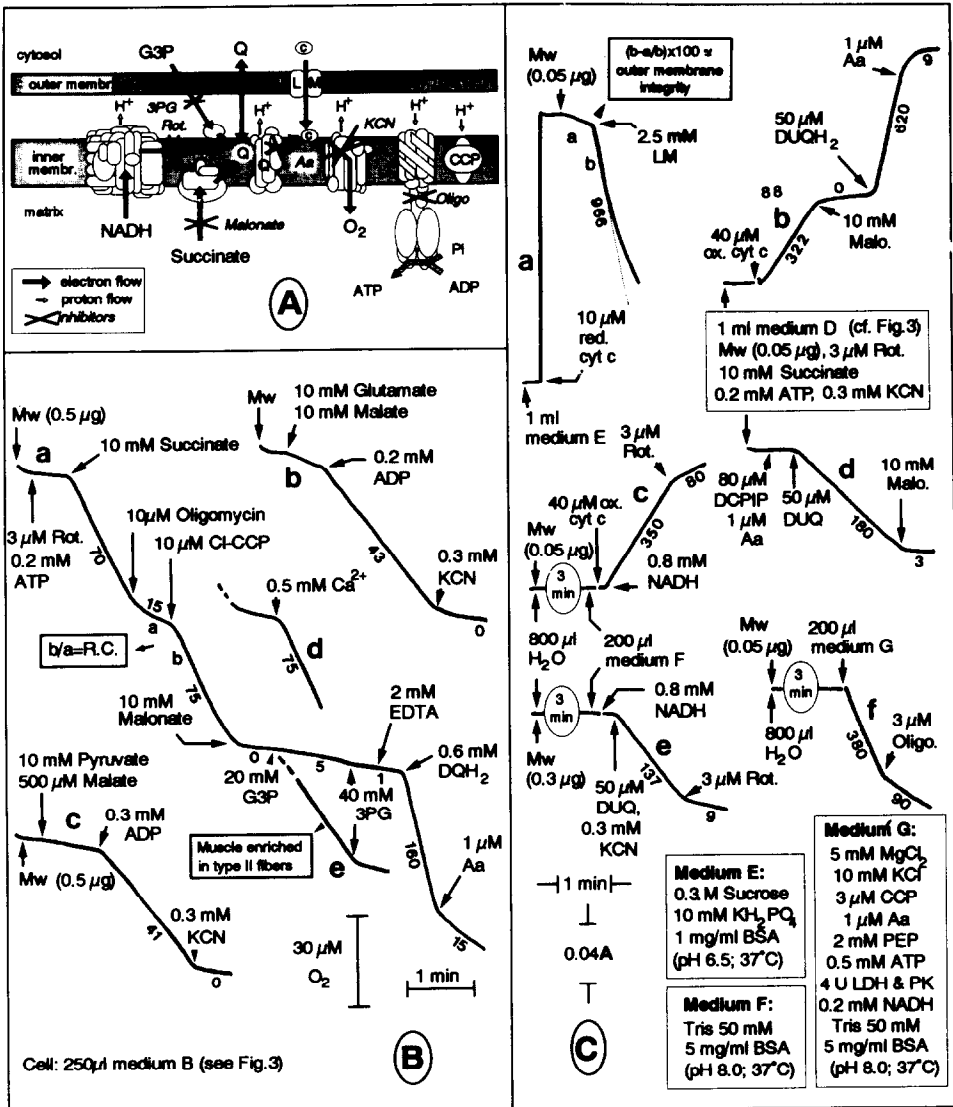 cytosol
G3P
Q
c
outer membr.
L M
H+
3PG
Rot.
H+
H+
KCN
H+
H+
inner membr.
Q
Q
Aa
c
CCP
matrix
Oligo
NADH
Malonate
Succinate
O2
Pi
ATP
ADP
electron flow
proton flow
inhibitors
A
Mw (0.5 µg)
a
10 mM Succinate
3 µM Rot.
0.2 mM
ATP
70
10µM Oligomycin
10 µM Cl-CCP
15
a
b
b/a=R.C.
75
Mw
10 mM Glutamate
10 mM Malate
b
0.2 mM
ADP
43
0.3 mM
KCN
0
0.5 mM Ca2+
d
75
10 mM
Malonate
0
5
20 mM
G3P
40 mM
3PG
1
2 mM
EDTA
0.6 mM
DQH2
160
1 µM
Aa
15
Muscle enriched
in type II fibers
e
10 mM Pyruvate
500 µM Malate
c
0.3 mM
ADP
Mw (0.5 µg)
41
0.3 mM
KCN
0
30 µM
O2
1 min
Cell: 250µl medium B (see Fig.3)
B
Mw
(0.05 µg)
(b-a/b)x100 =
outer membrane
integrity
a
b
2.5 mM
LM
966
a
10 µM
red.
cyt c
1 ml
medium E
1 µM
Aa
9
620
50 µM
DUQH2
88
0
b
40 µM
ox. cyt c
322
10 mM
Malo.
1 ml medium D (cf. Fig.3)
Mw (0.05 µg), 3 µM Rot.
10 mM Succinate
0.2 mM ATP, 0.3 mM KCN
3 µM
Rot.
80
c
40 µM ox.
cyt c
350
Mw
(0.05 µg)
3
min
0.8 mM
NADH
800 µl
H2O
200 µl
medium F
80 µM
DCPIP
1 µM
Aa
50 µM
DUQ
d
180
10 mM
Malo.
3
3
min
0.8 mM
NADH
Mw
(0.3 µg)
e
137
50 µM
DUQ,
0.3 mM
KCN
3 µM Rot.
9
Mw
(0.05 µg)
3
min
200 µl
medium G
800 µl
H2O
f
380
3 µM
Oligo.
90
1 min
0.04A
C
Medium E:
0.3 M Sucrose
10 mM KH2PO4
1 mg/ml BSA
(pH 6.5; 37°C)
Medium F:
Tris 50 mM
5 mg/ml BSA
(pH 8.0; 37°C)
Medium G:
5 mM MgCl2
10 mM KCl
3 µM CCP
1 µM Aa
2 mM PEP
0.5 mM ATP
4 U LDH & PK
0.2 mM NADH
Tris 50 mM
5 mg/ml BSA
(pH 8.0; 37°C)